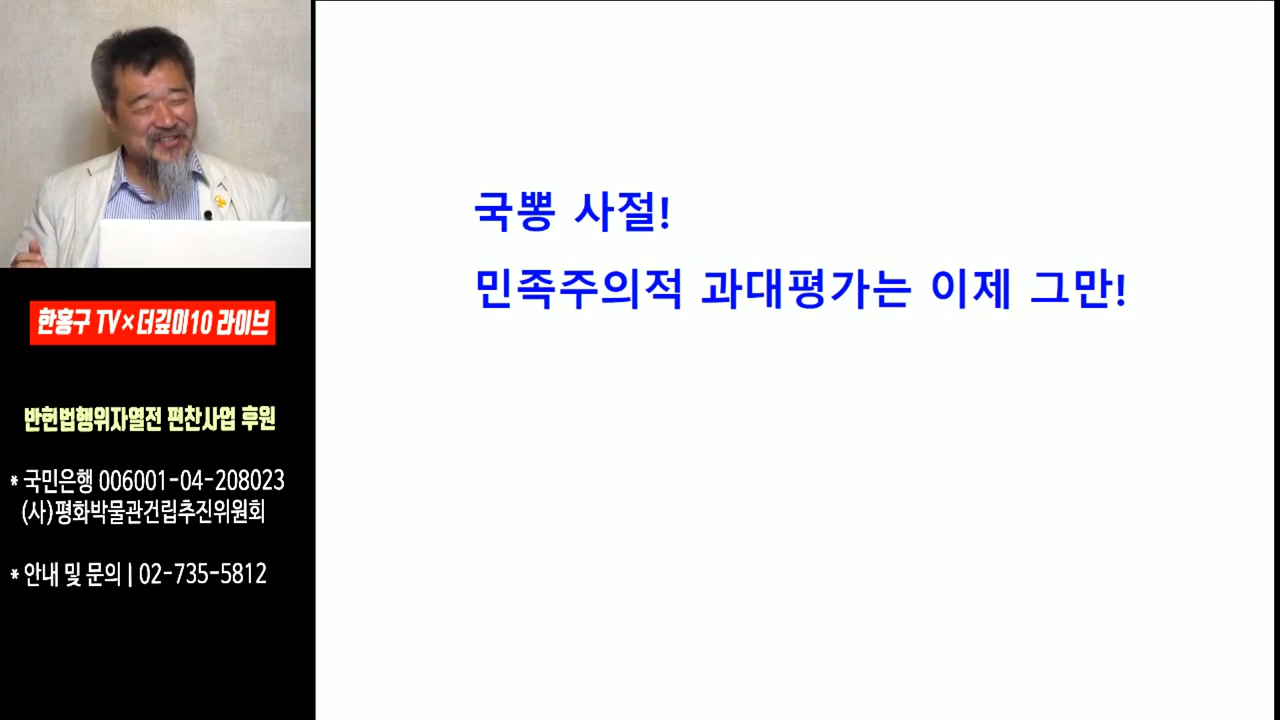 국뽕 사절!
민족주의적 과대평가는 이제 그만!
한홍구 TV×더깊이10 라이브
반헌법행위자열전 편찬사업 후원
* 국민은행 006001-04-208023
(사)평화박물관건립추진위원회
* 안내 및 문의 | 02-735-5812